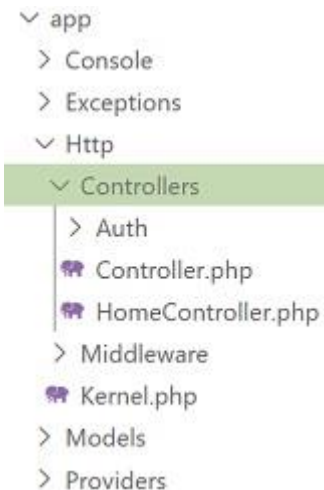 app
Console
Exceptions
Http
Controllers
Auth
Controller.php
HomeController.php
Middleware
Kernel.php
Models
Providers